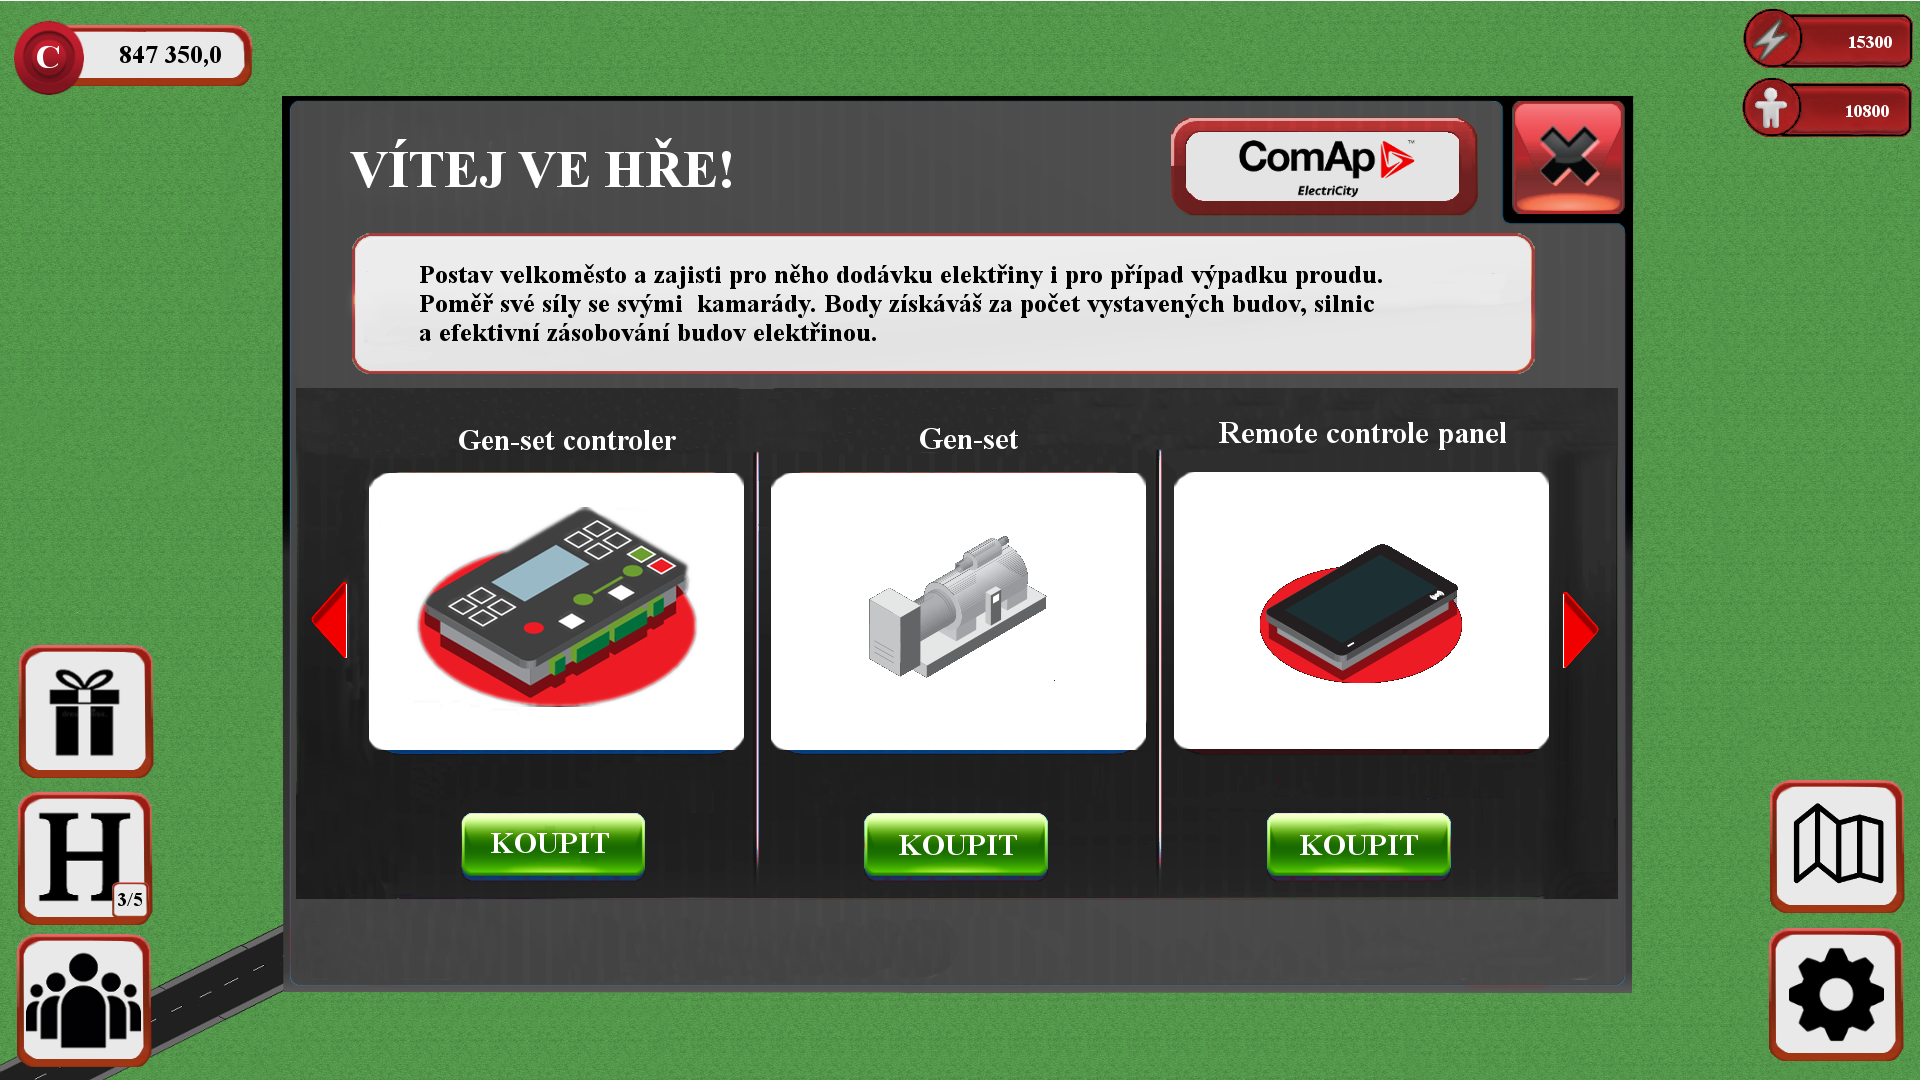 C 847 350,0
15300
10800
VÍTEJ VE HŘE!
ComAp™
ElectriCity
Postav velkoměsto a zajisti pro něho dodávku elektřiny i pro případ výpadku proudu.
Poměř své síly se svými  kamarády. Body získáváš za počet vystavených budov, silnic
a efektivní zásobování budov elektřinou.
Gen-set controler
Gen-set
Remote controle panel
KOUPIT
KOUPIT
KOUPIT
H
3/5